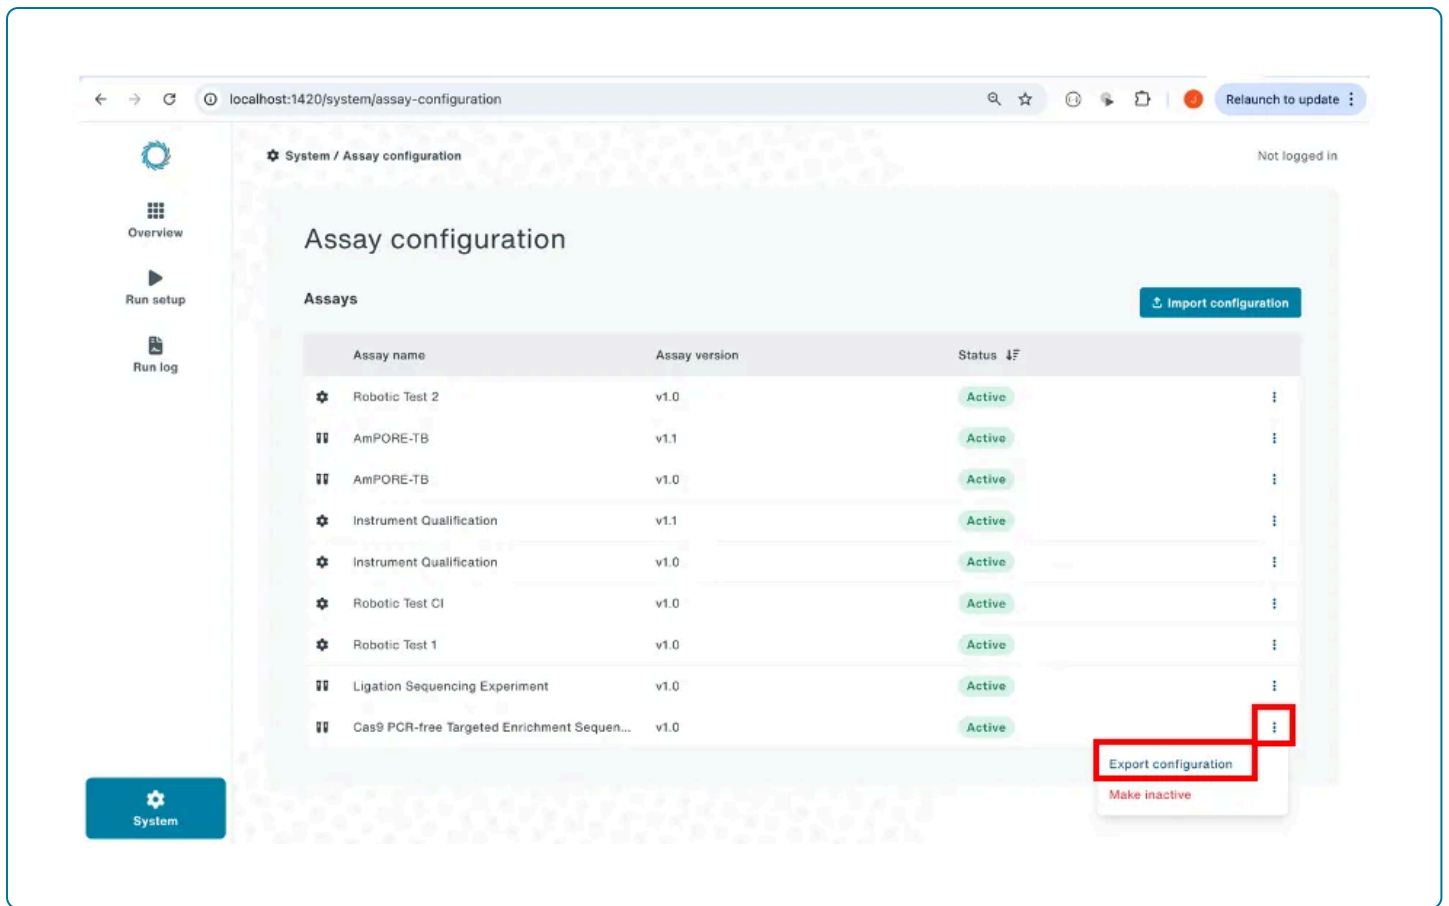 localhost:1420/system/assay-configuration
Relaunch to update
System / Assay configuration
Not logged in
Overview
Run setup
Run log
System
Assay configuration
Assays
Import configuration
Assay name Assay version Status
Robotic Test 2 v1.0 Active
AmPORE-TB v1.1 Active
AmPORE-TB v1.0 Active
Instrument Qualification v1.1 Active
Instrument Qualification v1.0 Active
Robotic Test CI v1.0 Active
Robotic Test 1 v1.0 Active
Ligation Sequencing Experiment v1.0 Active
Cas9 PCR-free Targeted Enrichment Sequen... v1.0 Active
Export configuration
Make inactive